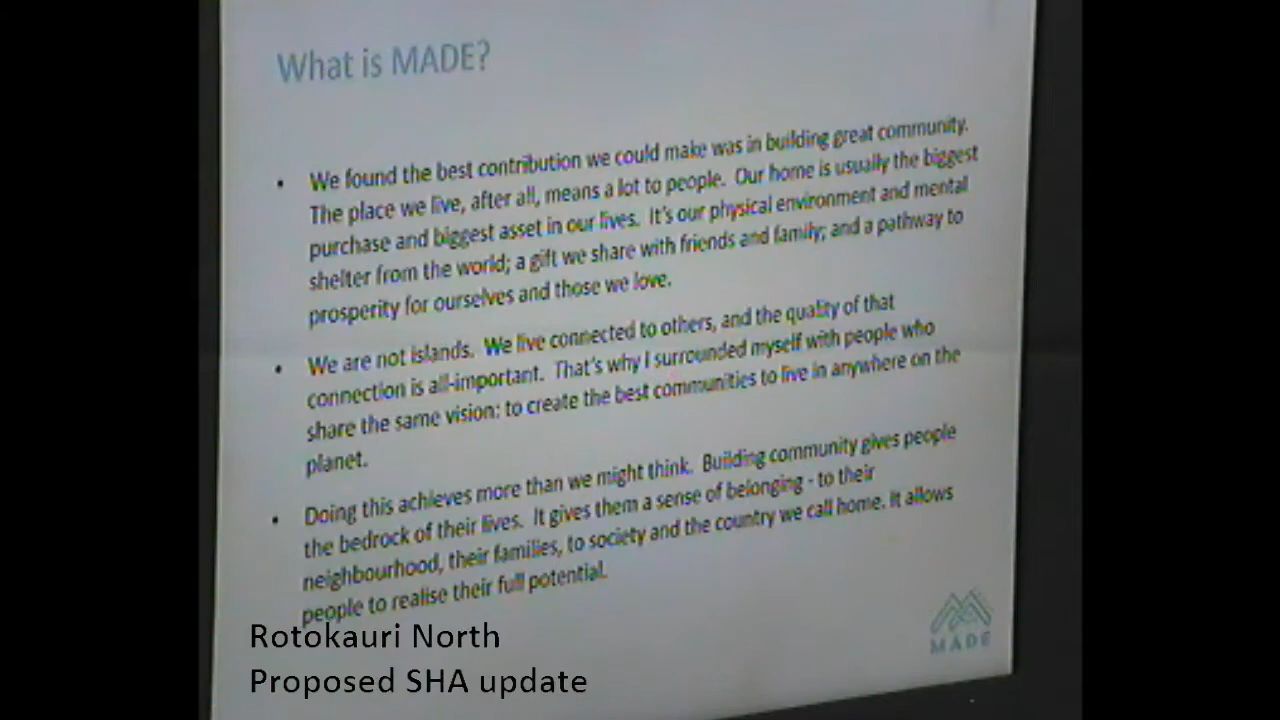 What is MADE?
• We found the best contribution we could make was in building great community.
The place we live, after all, means a lot to people. Our home is usually the biggest
purchase and biggest asset in our lives. It's our physical environment and mental
shelter from the world; a gift we share with friends and family; and a pathway to
prosperity for ourselves and those we love.
• We are not islands. We live connected to others, and the quality of that
connection is all-important. That's why I surrounded myself with people who
share the same vision: to create the best communities to live in anywhere on the
planet.
• Doing this achieves more than we might think. Building community gives people
the bedrock of their lives. It gives them a sense of belonging - to their
neighbourhood, their families, to society and the country we call home. It allows
people to realise their full potential.
MADE
Rotokauri North
Proposed SHA update